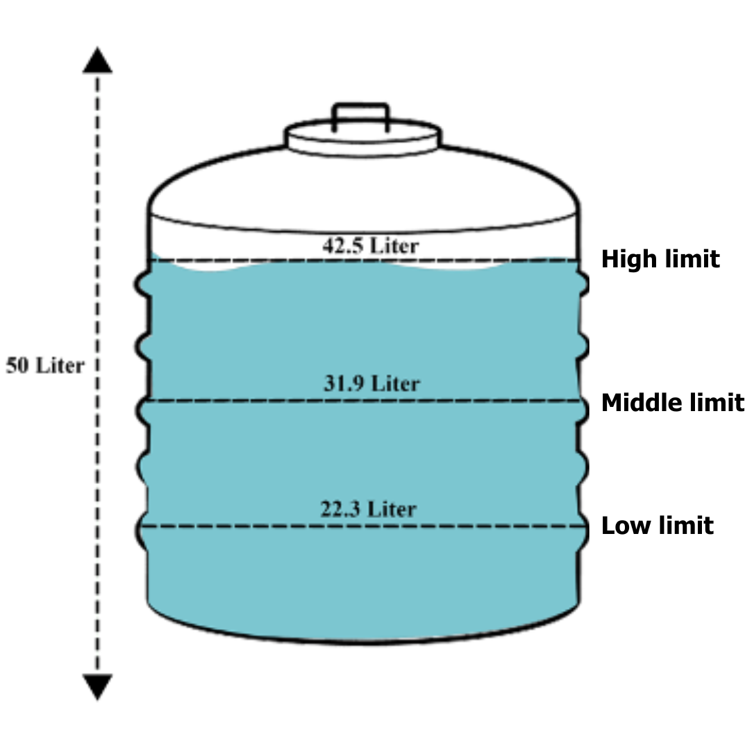 42.5 Liter
High limit
50 Liter
31.9 Liter
Middle limit
22.3 Liter
Low limit